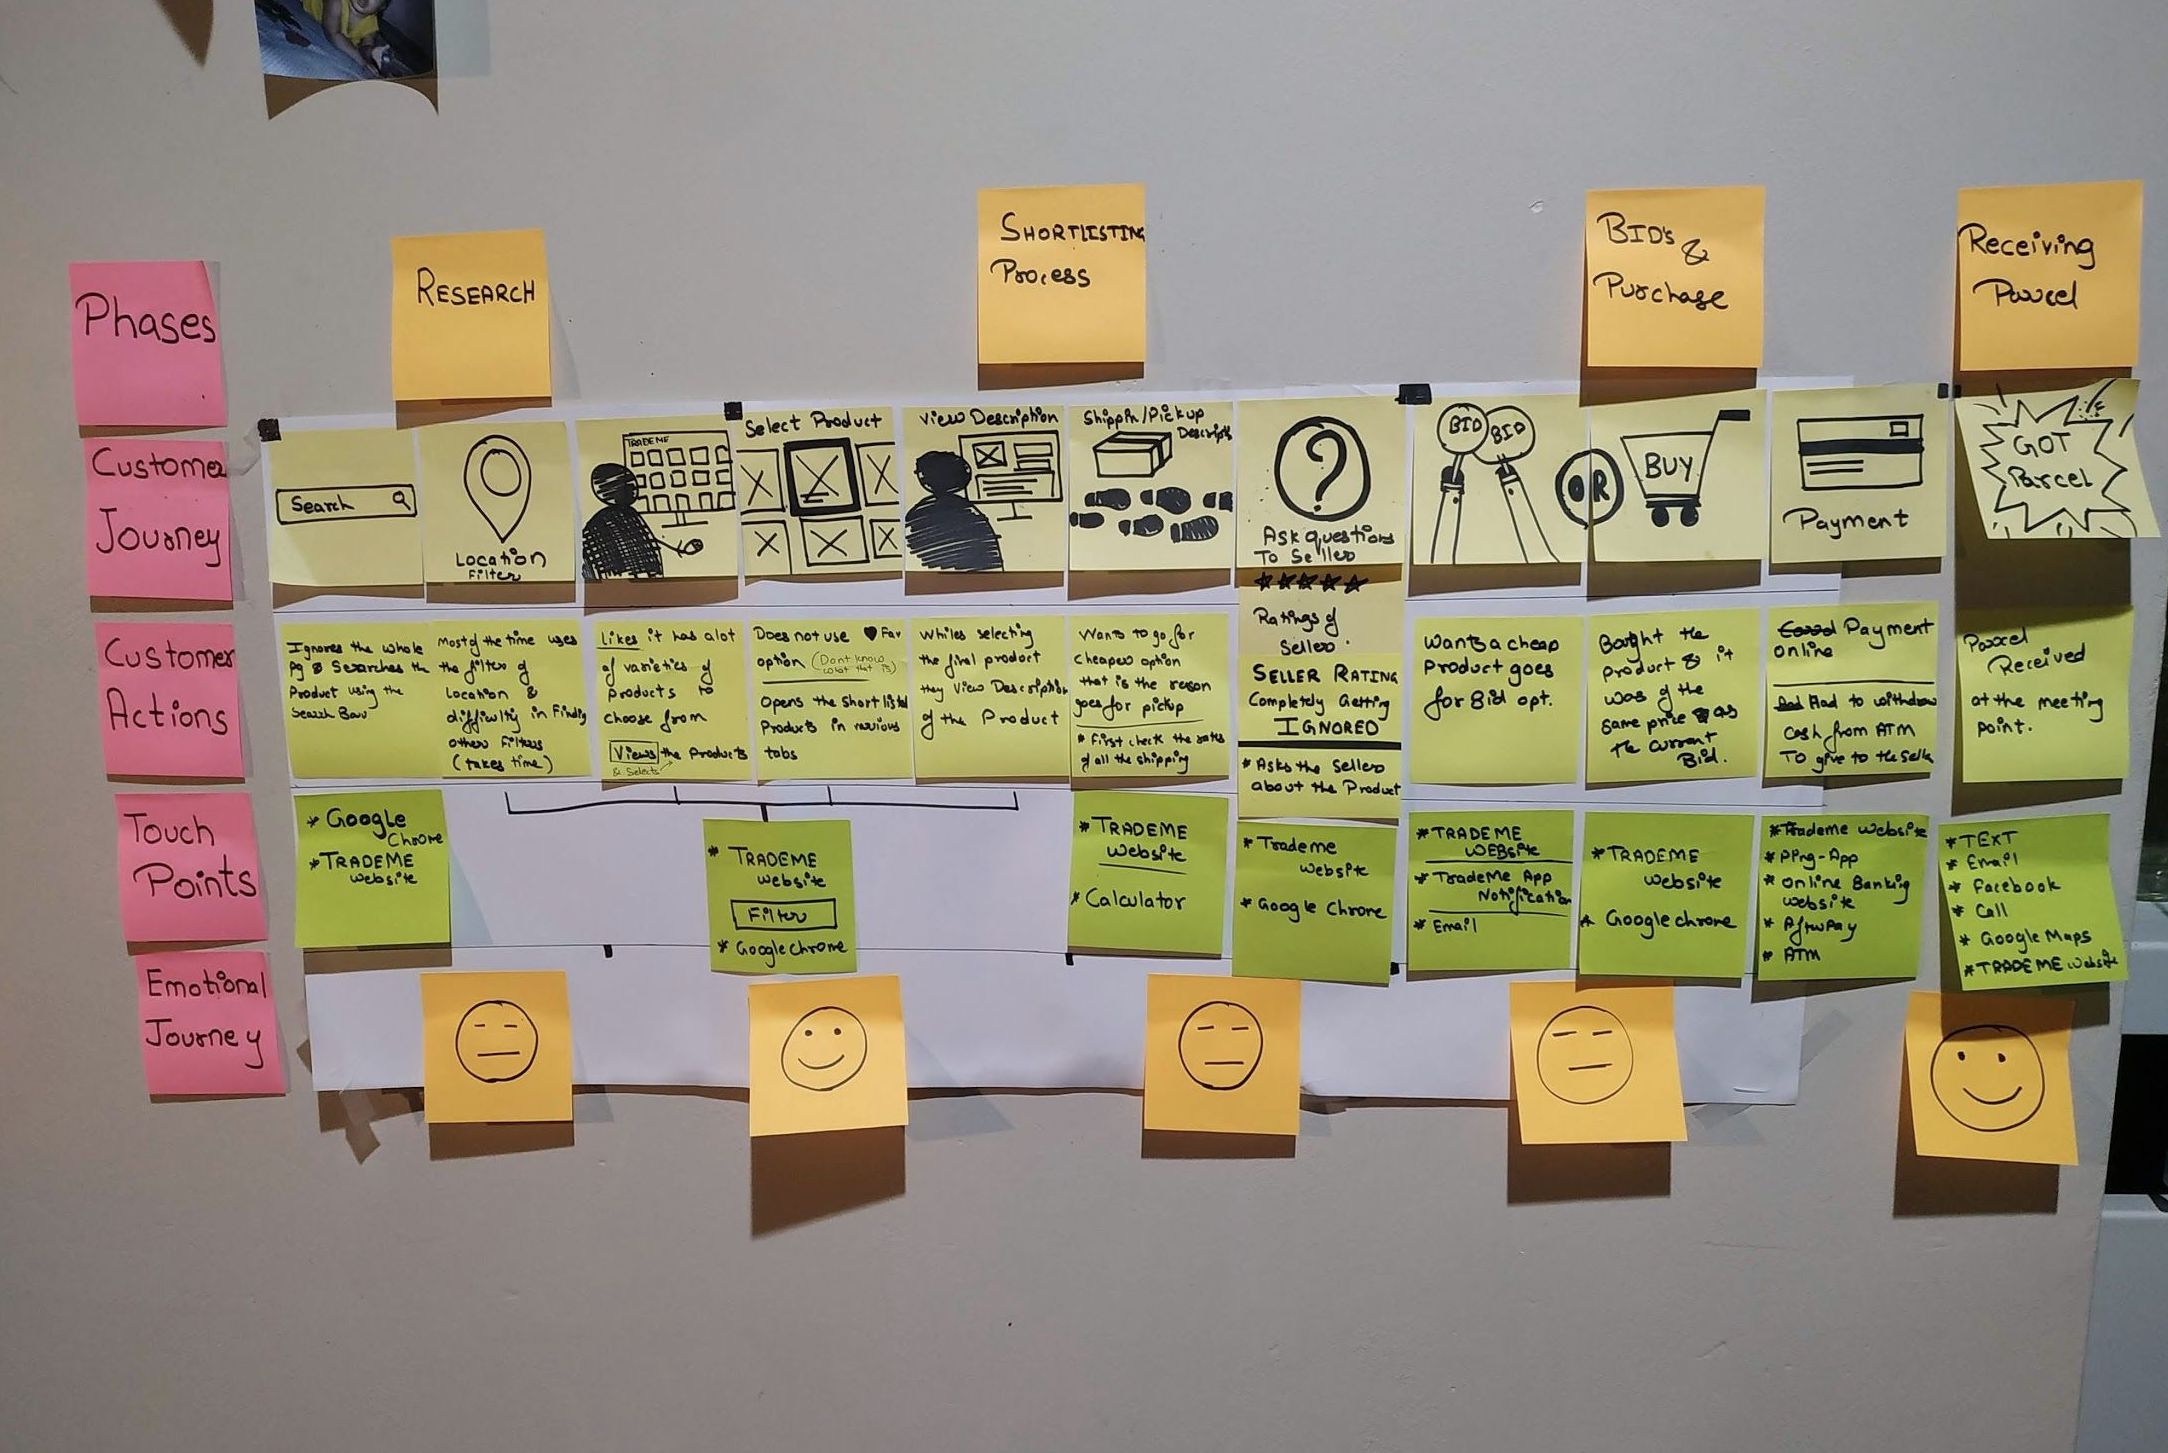 RESEARCH
SHORTLISTING
Process
BID's
&
Purchase
Receiving
Parcel
Phases
Customer
Journey
Search
Location
Filter
TRADEME
Select Product
View Description
Shippin/Pickup
Descriptn
?
Ask questions
To Seller
BID
BID
OR
BUY
Payment
GOT
Parcel
Customer
Actions
Ignores the whole
Pg & Searches the
Product using the
Search Bar
Most of the time uses
the filter of
Location &
difficulty in Finding
other Filters
(takes time)
Likes it has alot
of varieties of
products to
choose from
Views the Products
& Selects
Does not use ♥ Fav
option (Dont know
what that is)
Opens the Short listed
Products in various
tabs
Whiles selecting
the final product
they View Description
of the Product
Wants to go for
cheaper option
that is the reason
goes for pickup
* First check the rates
of all the shipping
★★★★★
Ratings of
Seller.
SELLER RATING
Completely Getting
IGNORED
* Asks the Seller
about the Product
Wants a cheap
Product goes
for Bid opt.
Bought the
product & it
was of the
same price as
the current
Bid.
Payment
online
Had to withdraw
cash from ATM
TO give to the Seller
Parcel
Received
at the meeting
point.
Touch
Points
* Google
Chrome
* TRADEME
website
* TRADEME
website
Filter
* Google chrome
* TRADEME
website
* Calculator
* Trademe
website
* Google Chrome
* TRADEME
WEBSITE
* TradeMe App
Notification
* Email
* TRADEME
website
* Google chrome
* Trademe website
* Ping-App
* Online Banking
website
* AfterPay
* ATM
* TEXT
* Email
* Facebook
* Call
* Google Maps
* TRADEME website
Emotional
Journey